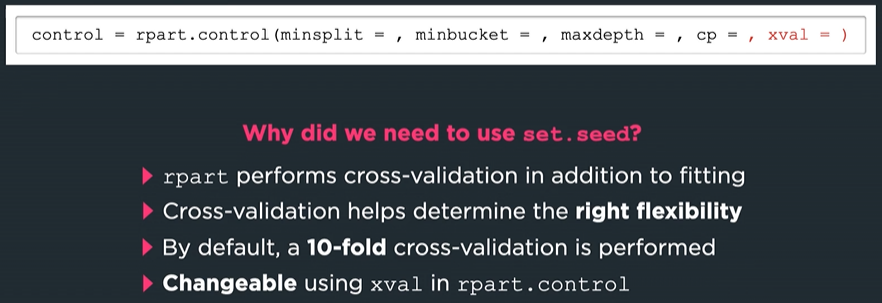 control = rpart.control(minsplit = , minbucket = , maxdepth = , cp = , xval = )
Why did we need to use set.seed?
rpart performs cross-validation in addition to fitting
Cross-validation helps determine the right flexibility
By default, a 10-fold cross-validation is performed
Changeable using xval in rpart.control